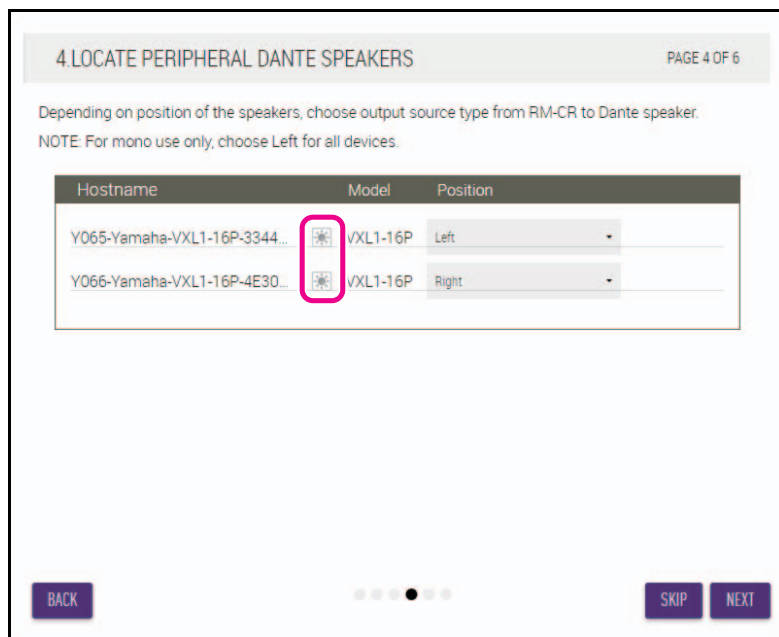 4.LOCATE PERIPHERAL DANTE SPEAKERS PAGE 4 OF 6
Depending on position of the speakers, choose output source type from RM-CR to Dante speaker.
NOTE: For mono use only, choose Left for all devices.
Hostname Model Position
Y065-Yamaha-VXL1-16P-3344... VXL1-16P Left
Y066-Yamaha-VXL1-16P-4E30... VXL1-16P Right
BACK SKIP NEXT